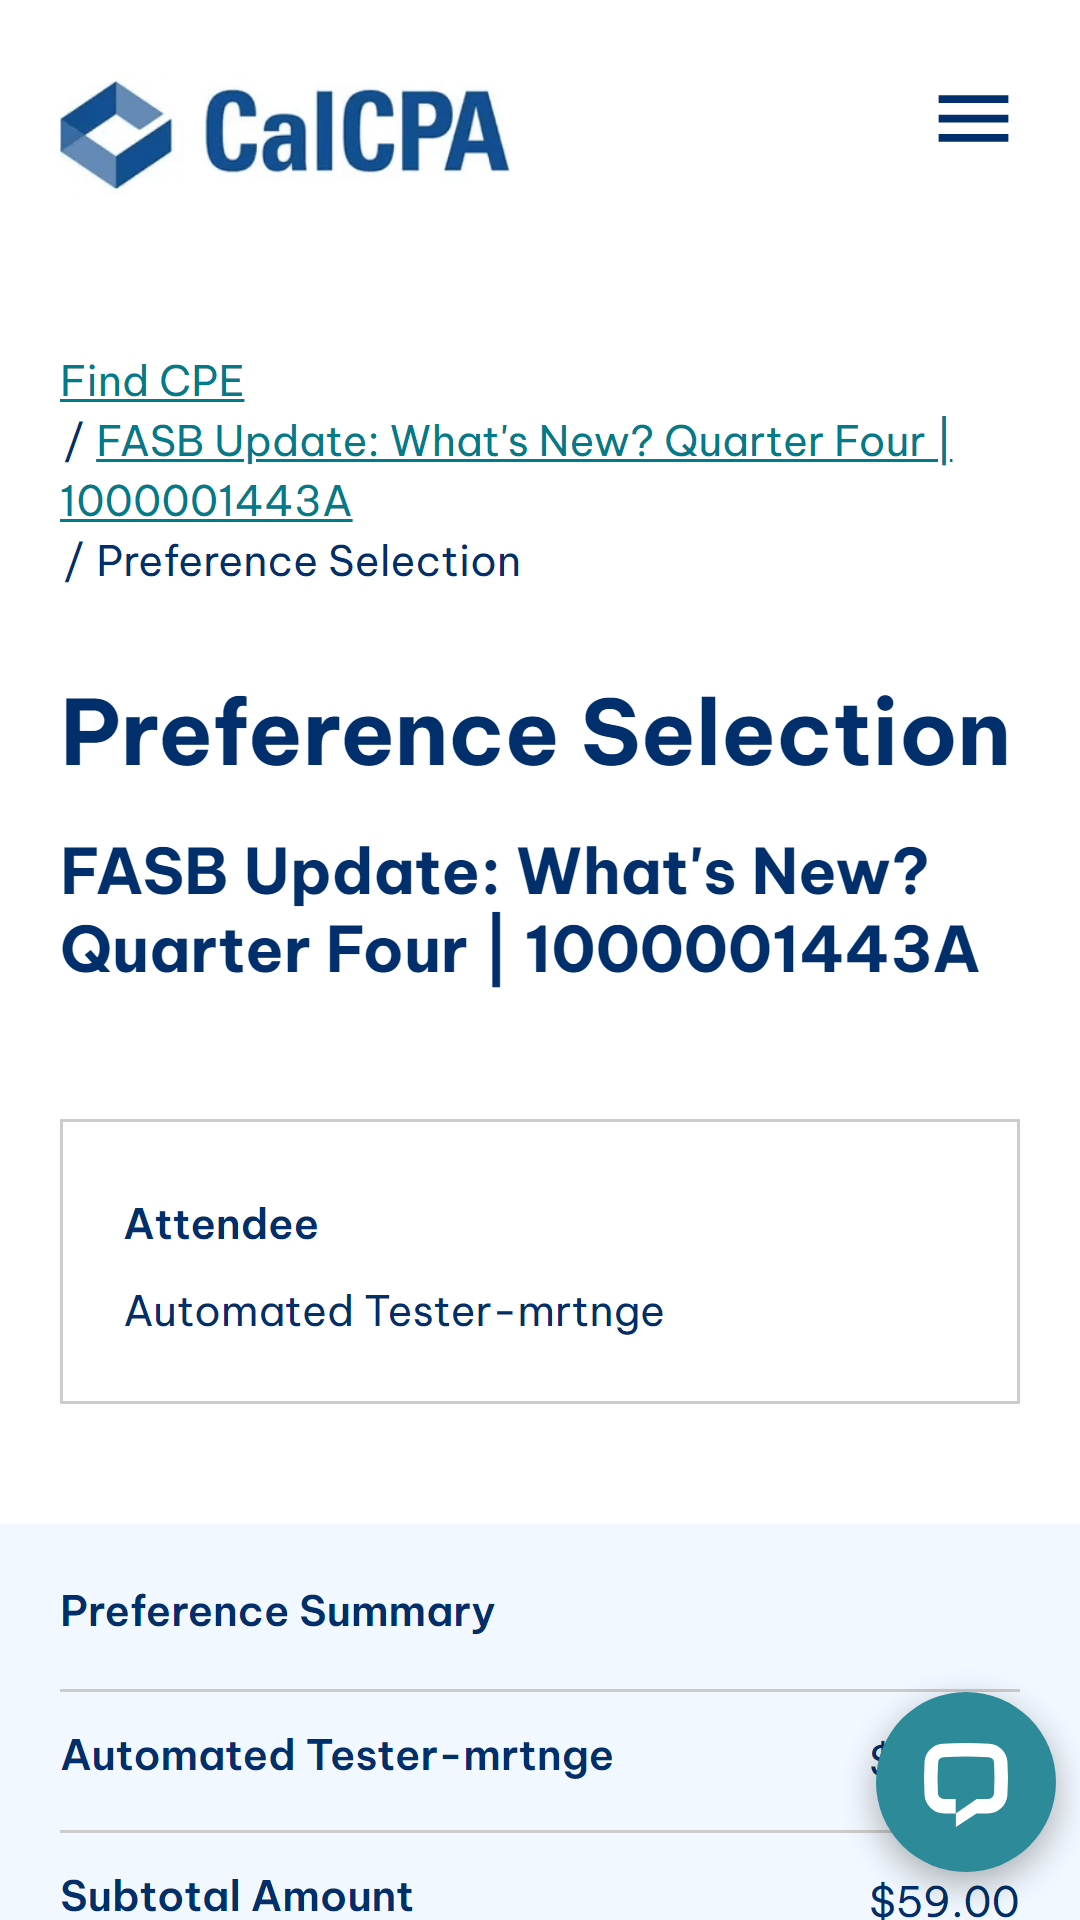 CalCPA
Find CPE
/ FASB Update: What's New? Quarter Four |
1000001443A
/ Preference Selection
Preference Selection
FASB Update: What's New?
Quarter Four | 1000001443A
Attendee
Automated Tester-mrtnge
Preference Summary
Automated Tester-mrtnge
Subtotal Amount $59.00